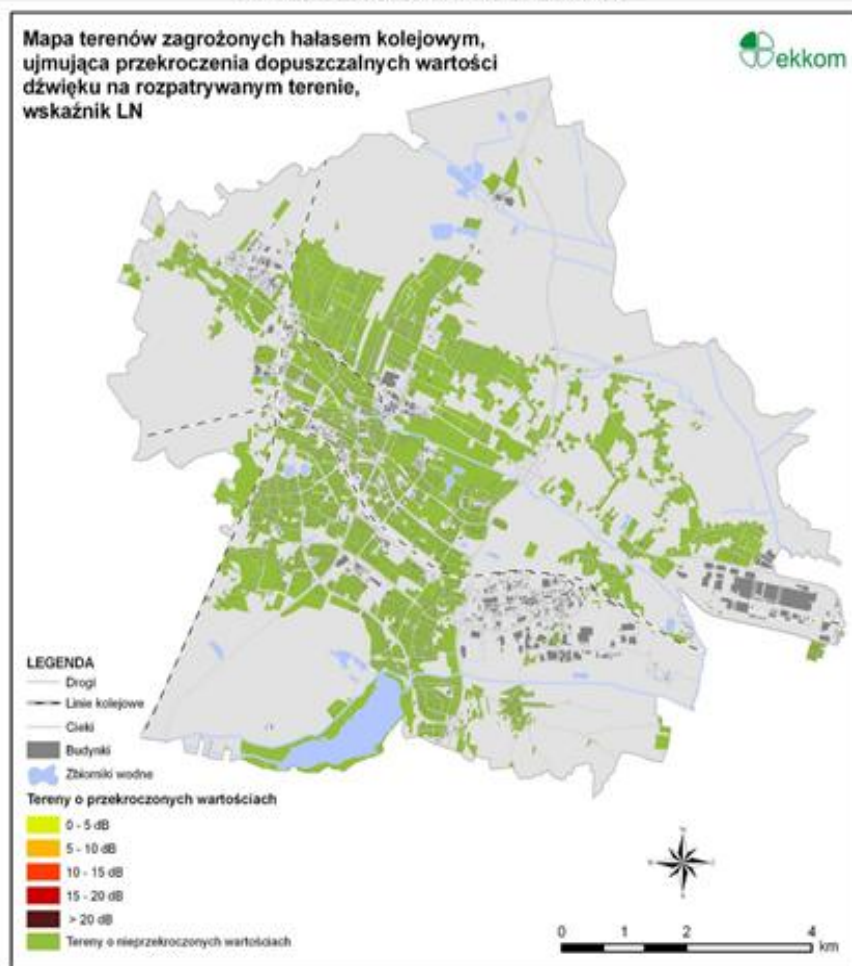 Mapa terenów zagrożonych hałasem kolejowym,
ujmująca przekroczenia dopuszczalnych wartości
dźwięku na rozpatrywanym terenie,
wskaźnik LN
ekkom
LEGENDA
Drogi
Linie kolejowe
Cieki
Budynki
Zbiorniki wodne
Tereny o przekroczonych wartościach
0 - 5 dB
5 - 10 dB
10 - 15 dB
15 - 20 dB
> 20 dB
Tereny o nieprzekroczonych wartościach
0 1 2 4
km